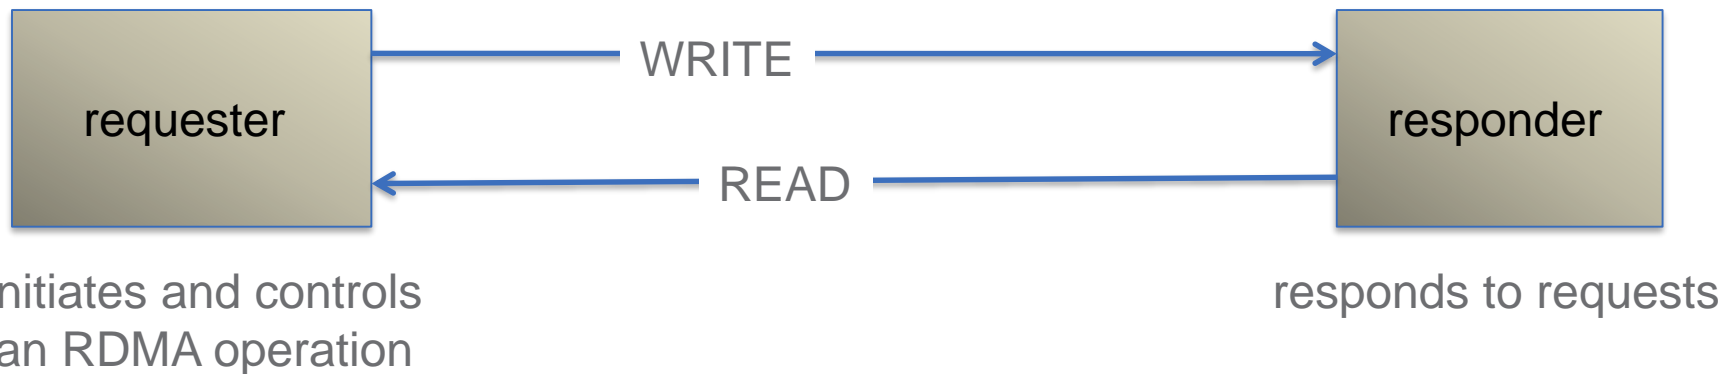 requester
WRITE
READ
responder
nitiates and controls
an RDMA operation
responds to requests